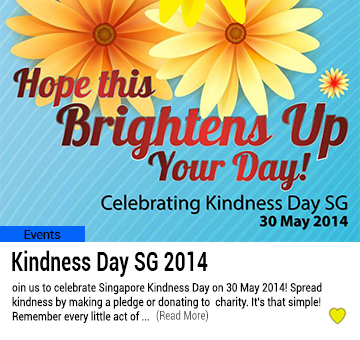 Hope this
Brightens Up
Your Day!
Celebrating Kindness Day SG
30 May 2014
Events
Kindness Day SG 2014
oin us to celebrate Singapore Kindness Day on 30 May 2014! Spread
kindness by making a pledge or donating to charity. It's that simple!
Remember every little act of ... (Read More)